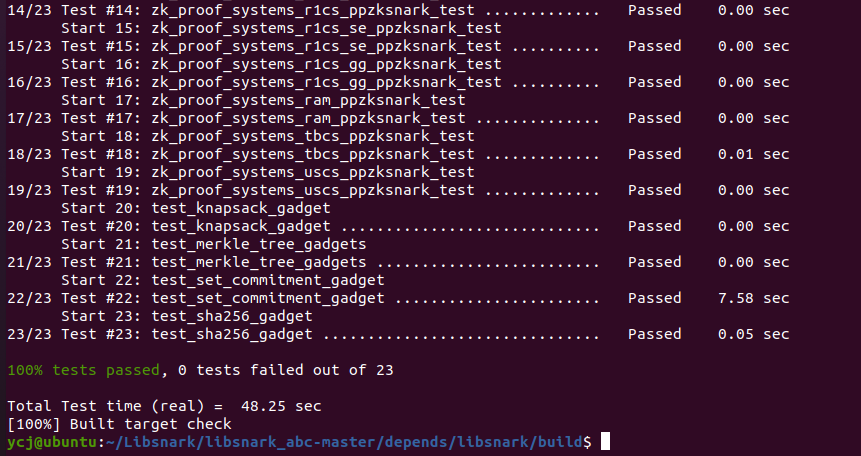 14/23 Test #14: zk_proof_systems_r1cs_ppzksnark_test .............   Passed    0.00 sec
      Start 15: zk_proof_systems_r1cs_se_ppzksnark_test
15/23 Test #15: zk_proof_systems_r1cs_se_ppzksnark_test ..........   Passed    0.00 sec
      Start 16: zk_proof_systems_r1cs_gg_ppzksnark_test
16/23 Test #16: zk_proof_systems_r1cs_gg_ppzksnark_test ..........   Passed    0.00 sec
      Start 17: zk_proof_systems_ram_ppzksnark_test
17/23 Test #17: zk_proof_systems_ram_ppzksnark_test ..............   Passed    0.00 sec
      Start 18: zk_proof_systems_tbcs_ppzksnark_test
18/23 Test #18: zk_proof_systems_tbcs_ppzksnark_test .............   Passed    0.01 sec
      Start 19: zk_proof_systems_uscs_ppzksnark_test
19/23 Test #19: zk_proof_systems_uscs_ppzksnark_test .............   Passed    0.00 sec
      Start 20: test_knapsack_gadget
20/23 Test #20: test_knapsack_gadget .............................   Passed    0.00 sec
      Start 21: test_merkle_tree_gadgets
21/23 Test #21: test_merkle_tree_gadgets .........................   Passed    0.00 sec
      Start 22: test_set_commitment_gadget
22/23 Test #22: test_set_commitment_gadget .......................   Passed    7.58 sec
      Start 23: test_sha256_gadget
23/23 Test #23: test_sha256_gadget ...............................   Passed    0.05 sec

100% tests passed, 0 tests failed out of 23

Total Test time (real) =  48.25 sec
[100%] Built target check
ycj@ubuntu:~/Libsnark/libsnark_abc-master/depends/libsnark/build$